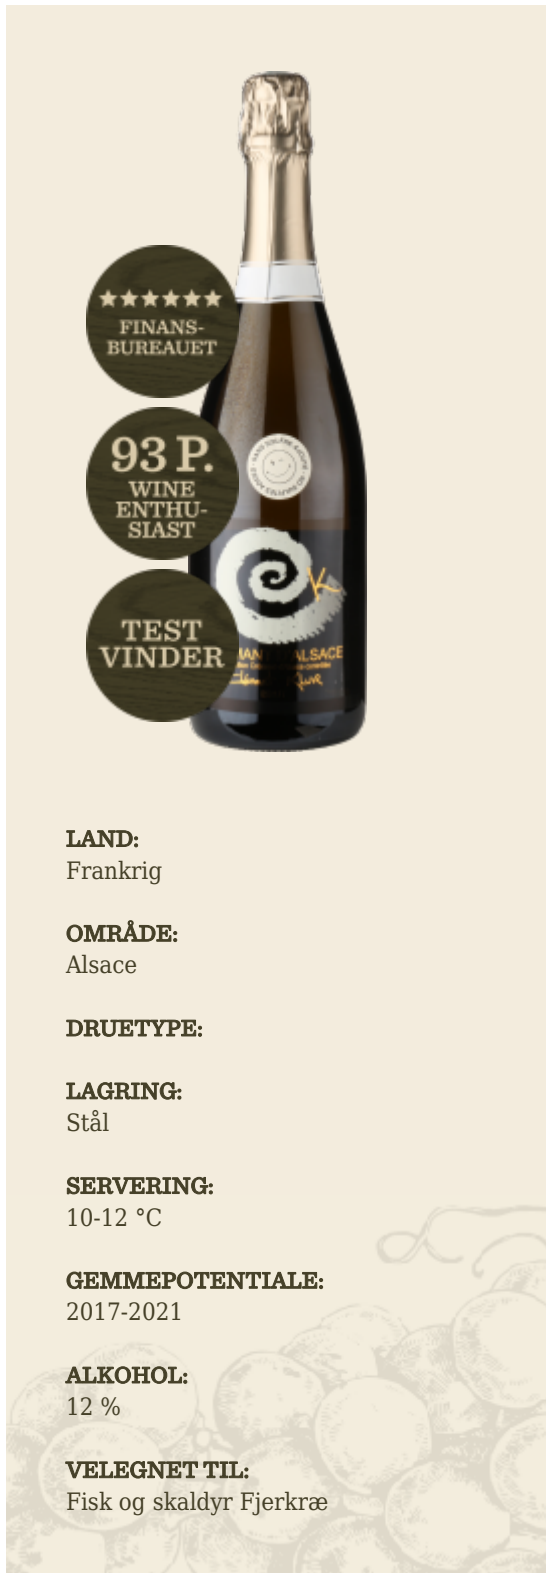 FINANS-
BUREAUET
93 P.
WINE
ENTHU-
SIAST
TEST
VINDER
K
ALSACE
LAND:
Frankrig
OMRÅDE:
Alsace
DRUETYPE:
LAGRING:
Stål
SERVERING:
10-12 °C
GEMMEPOTENTIALE:
2017-2021
ALKOHOL:
12 %
VELEGNET TIL:
Fisk og skaldyr Fjerkræ